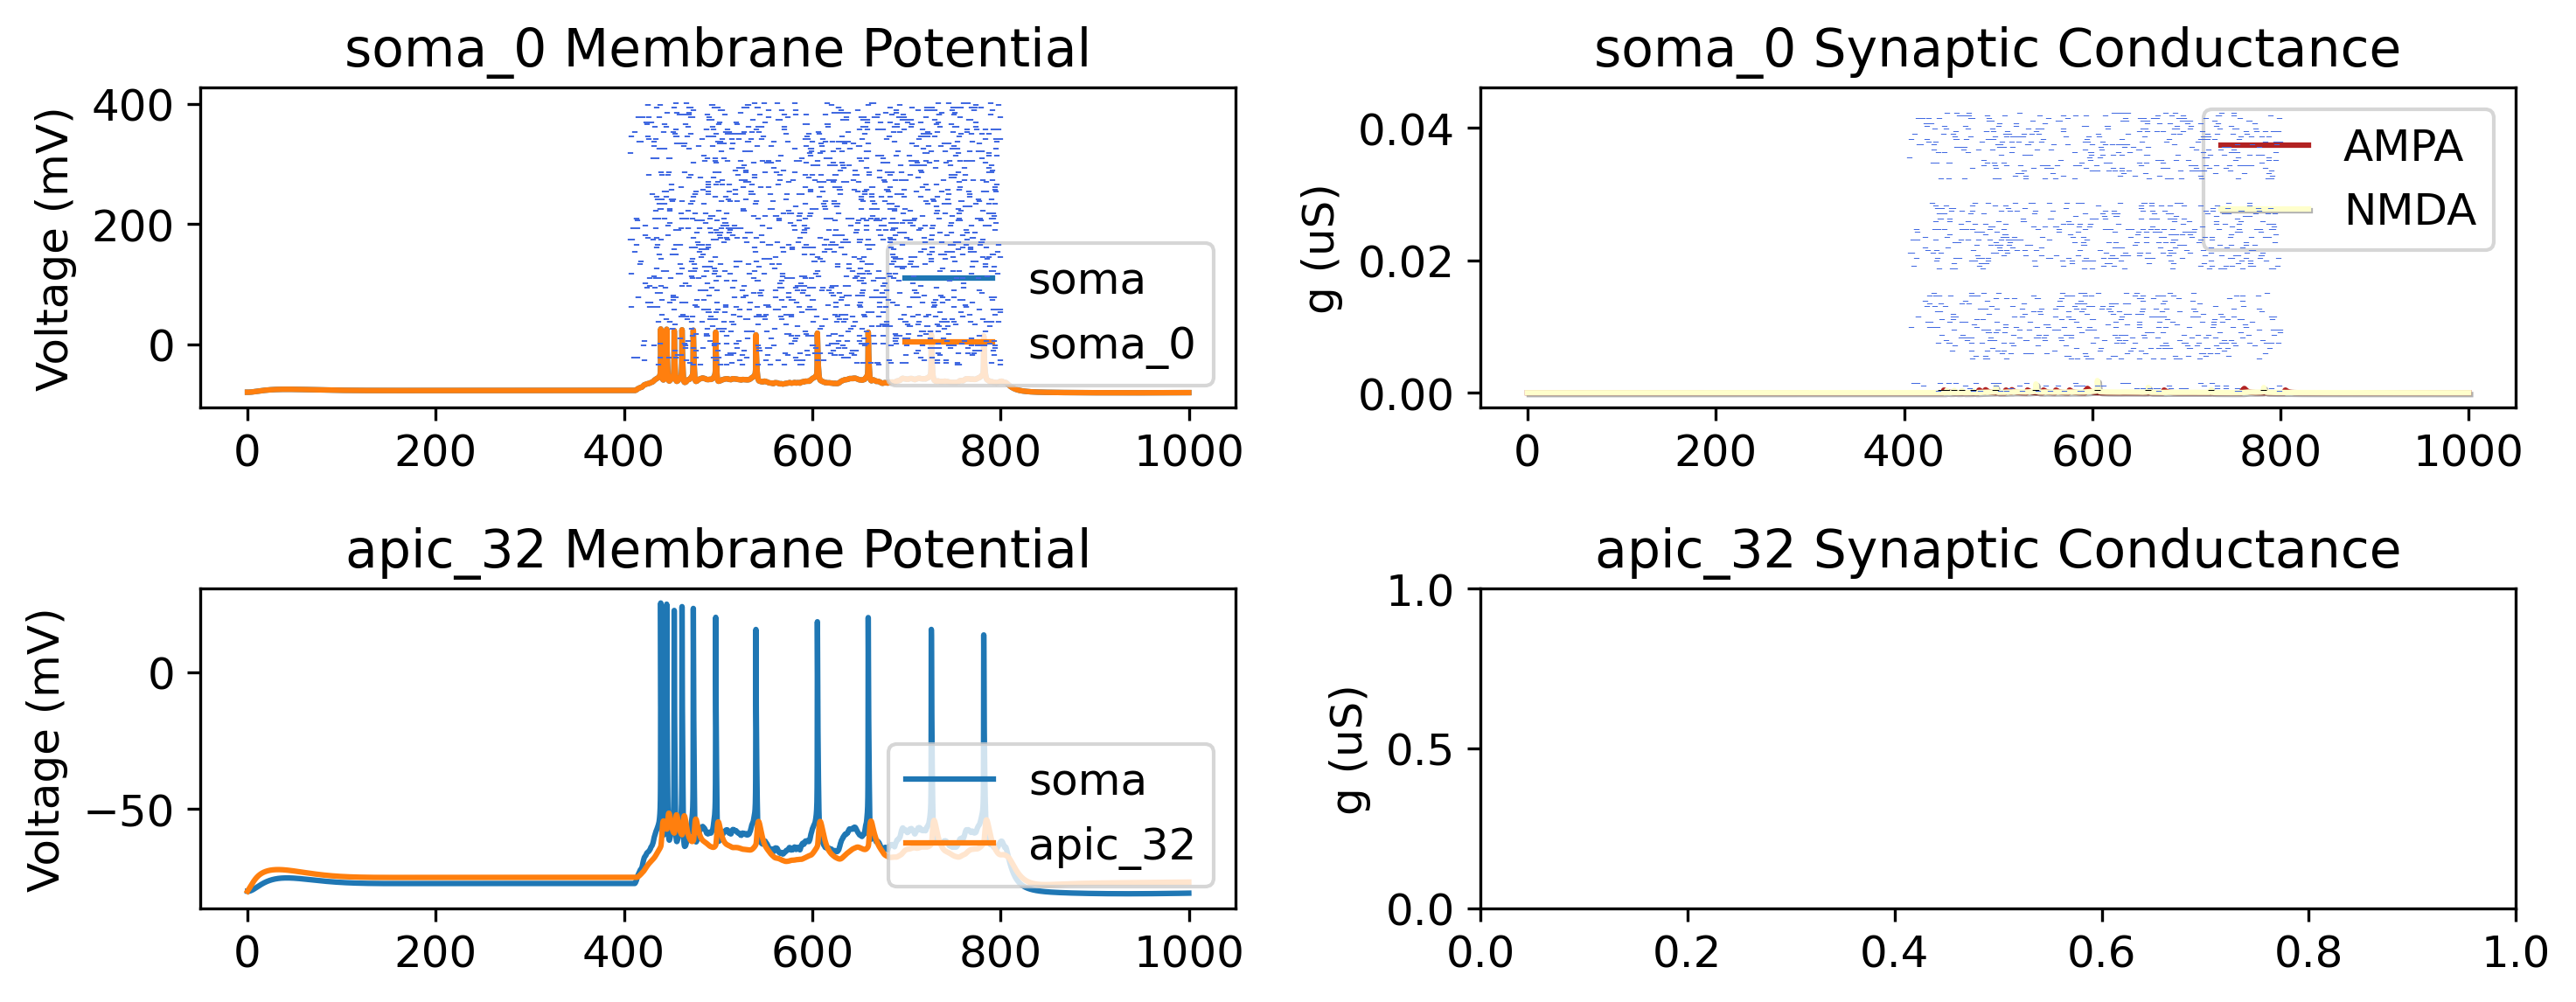 soma_0 Membrane Potential
Voltage (mV)
400
200
0
soma
soma_0
0 200 400 600 800 1000
soma_0 Synaptic Conductance
g (uS)
0.04
0.02
0.00
AMPA
NMDA
0 200 400 600 800 1000
apic_32 Membrane Potential
Voltage (mV)
0
−50
soma
apic_32
0 200 400 600 800 1000
apic_32 Synaptic Conductance
g (uS)
1.0
0.5
0.0
0.0 0.2 0.4 0.6 0.8 1.0